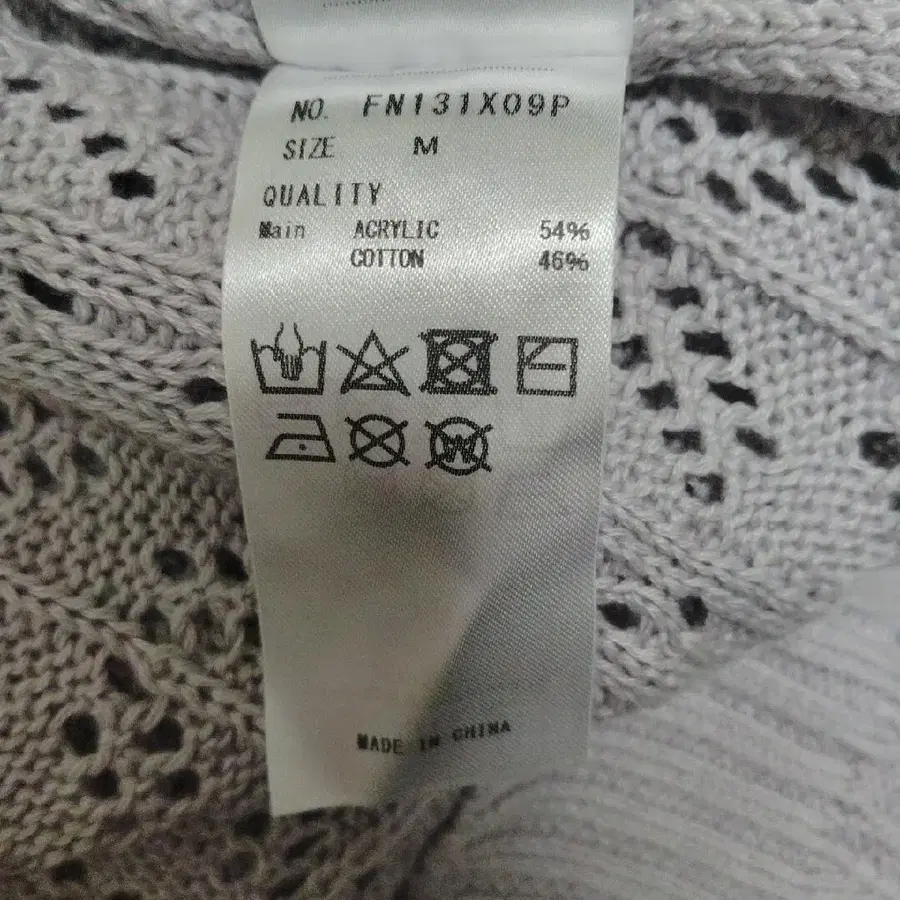 NO. FN131X09P
SIZE M
QUALITY
Main ACRYLIC 54%
COTTON 46%
W
MADE IN CHINA